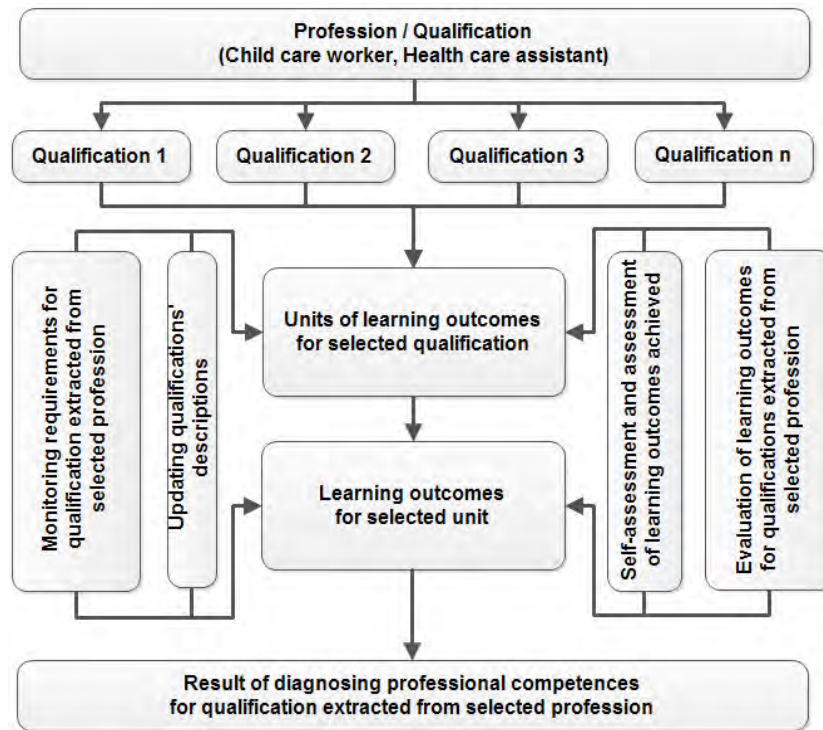 Profession / Qualification
(Child care worker, Health care assistant)
Qualification 1
Qualification 2
Qualification 3
Qualification n
Monitoring requirements for
qualification extracted from
selected profession
Updating qualifications'
descriptions
Units of learning outcomes
for selected qualification
Learning outcomes
for selected unit
Self-assessment and assessment
of learning outcomes achieved
Evaluation of learning outcomes
for qualifications extracted from
selected profession
Result of diagnosing professional competences
for qualification extracted from selected profession